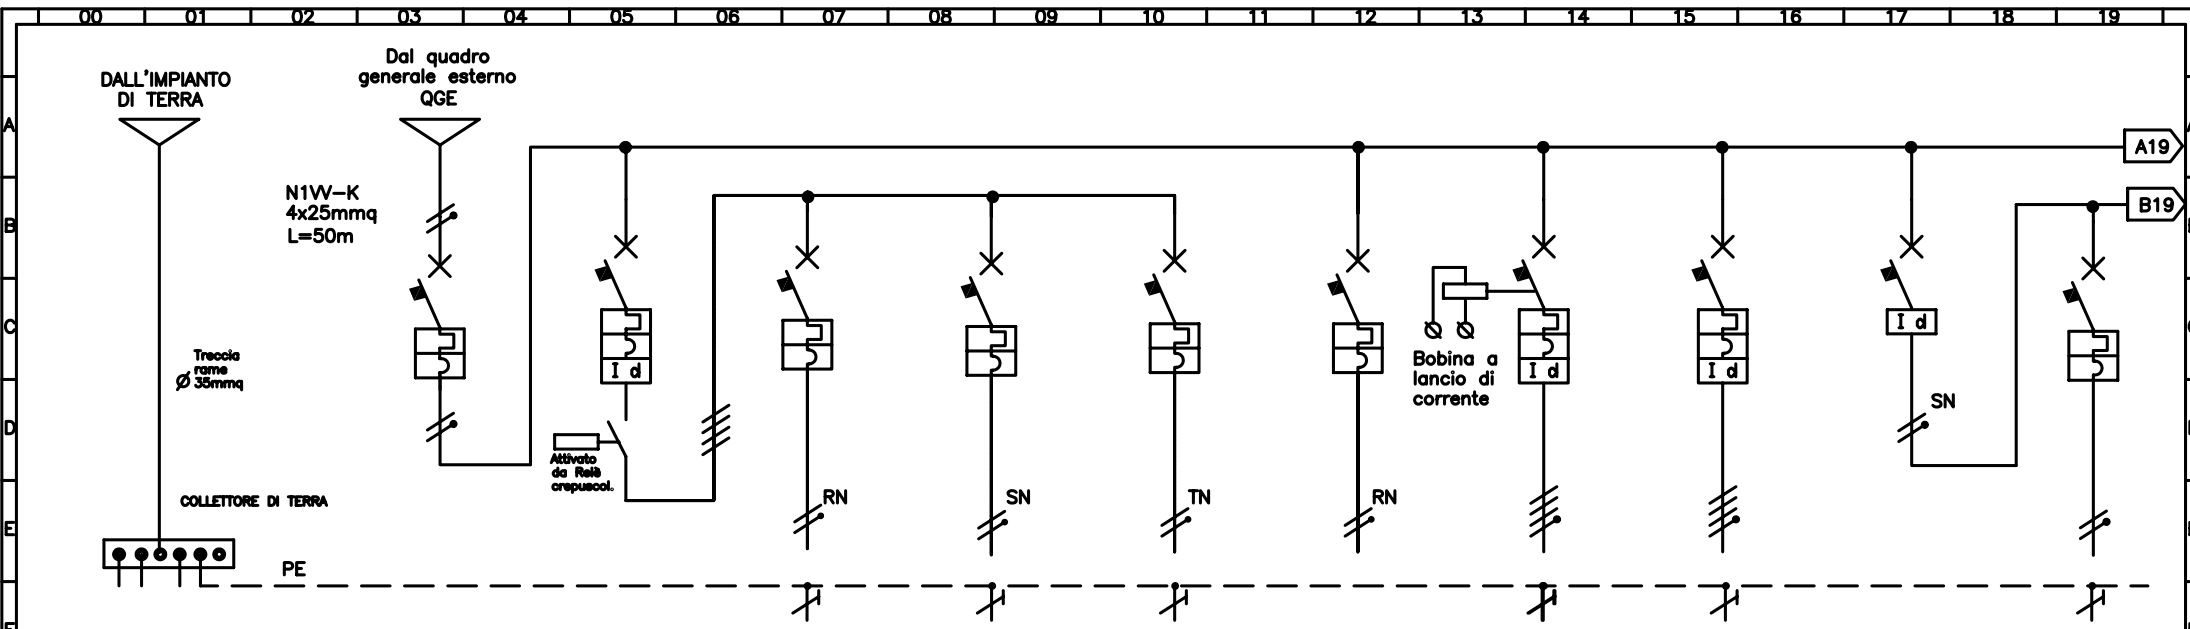 00 01 02 03 04 05 06 07 08 09 10 11 12 13 14 15 16 17 18 19
DALL'IMPIANTO
DI TERRA
Dal quadro
generale esterno
QGE
A
A19
N1VV-K
4x25mmq
L=50m
B
B19
C
Treccia
rame
Ø 35mmq
I d
Bobina a
lancio di
corrente
I d
I d
I d
D
SN
Attivato
da Relè
crepuscol.
COLLETTORE DI TERRA
RN
SN
TN
RN
E
PE